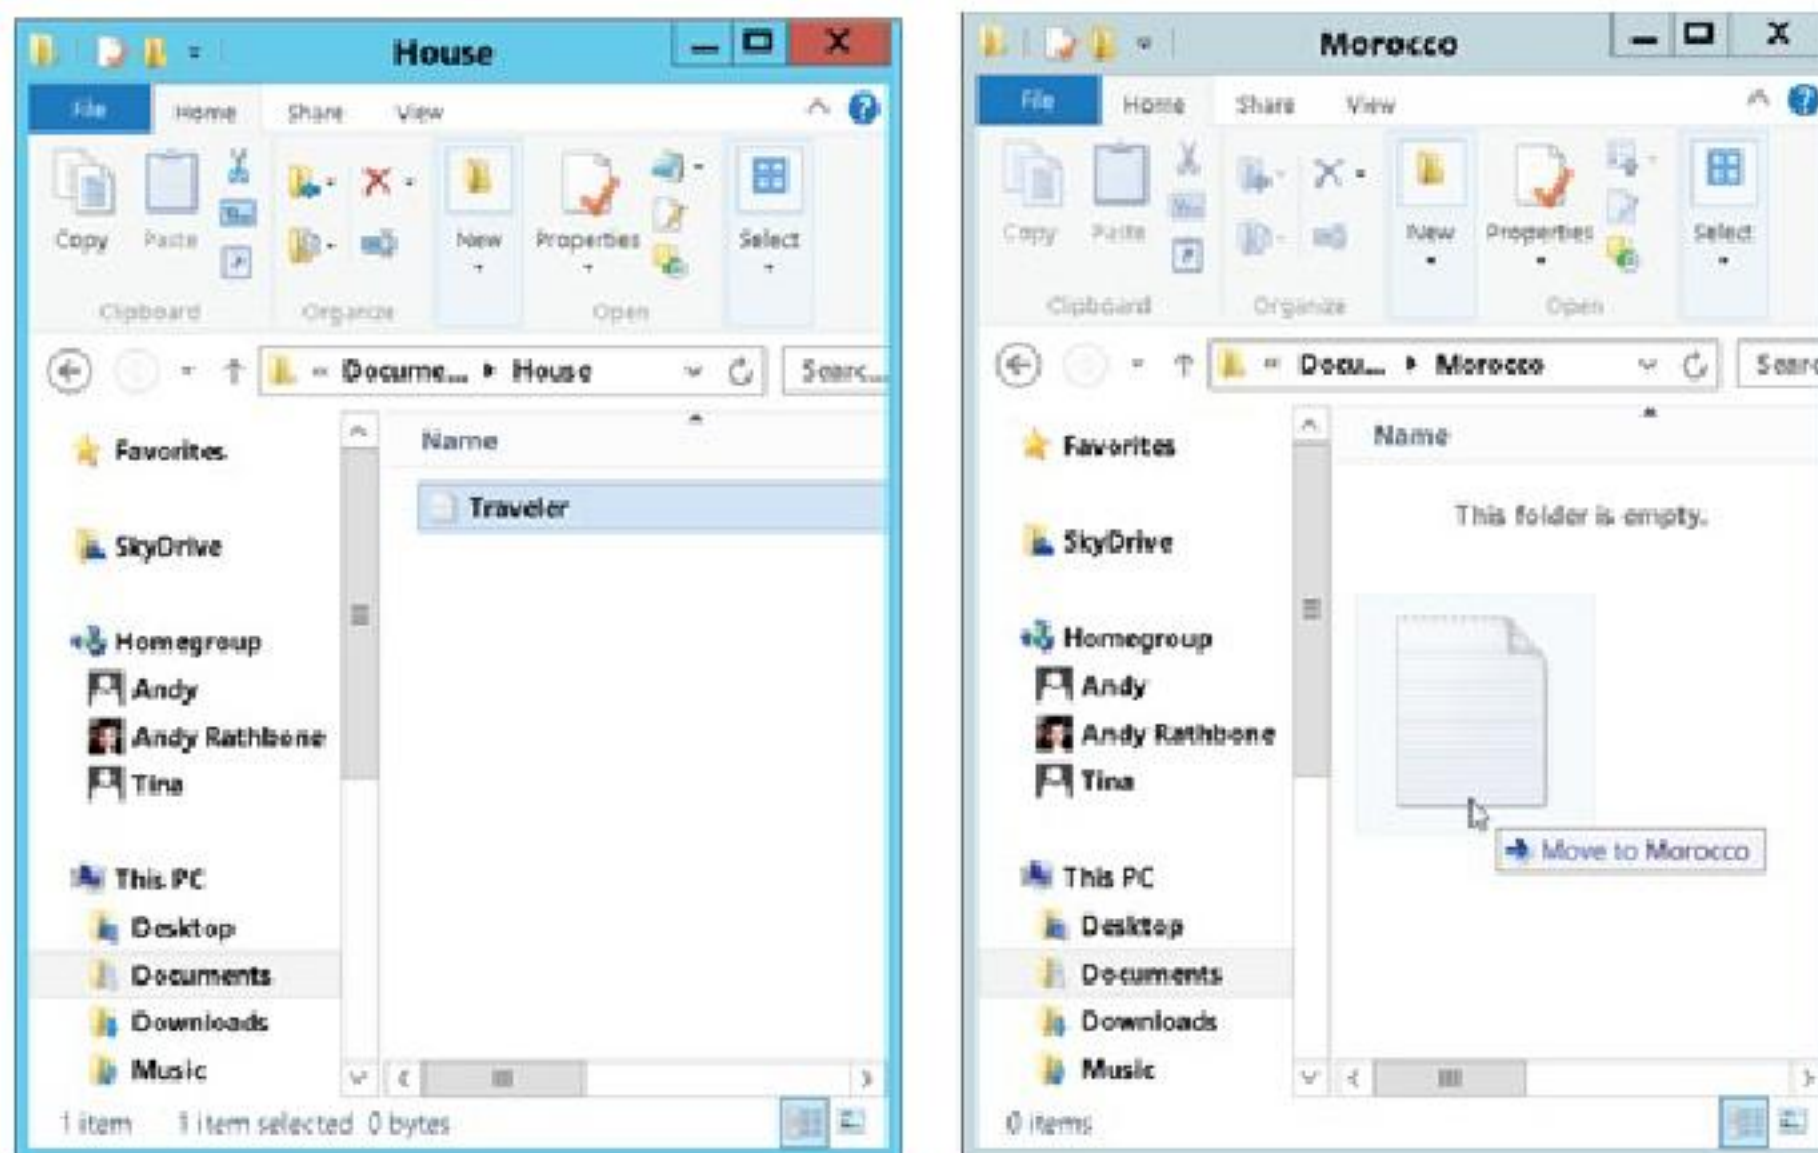 House
File Home Share View
Copy Paste New Properties Select
Clipboard Organize Open
Docume... House Searc...
Favorites
Name
Traveler
SkyDrive
Homegroup
Andy
Andy Rathbone
Tina
This PC
Desktop
Documents
Downloads
Music
1 item 1 item selected 0 bytes
Morocco
File Home Share View
Copy Paste New Properties Select
Clipboard Organize Open
Docu... Morocco Searc
Favorites
Name
This folder is empty.
SkyDrive
Homegroup
Andy
Andy Rathbone
Tina
Move to Morocco
This PC
Desktop
Documents
Downloads
Music
0 items